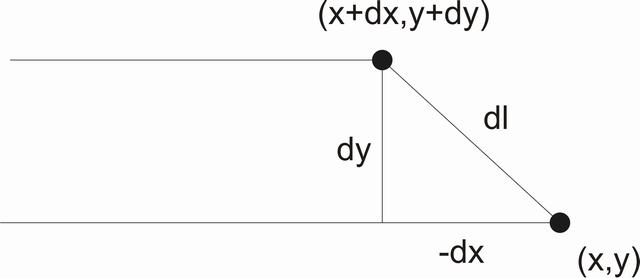 (x+dx,y+dy)
dl
dy
-dx
(x,y)